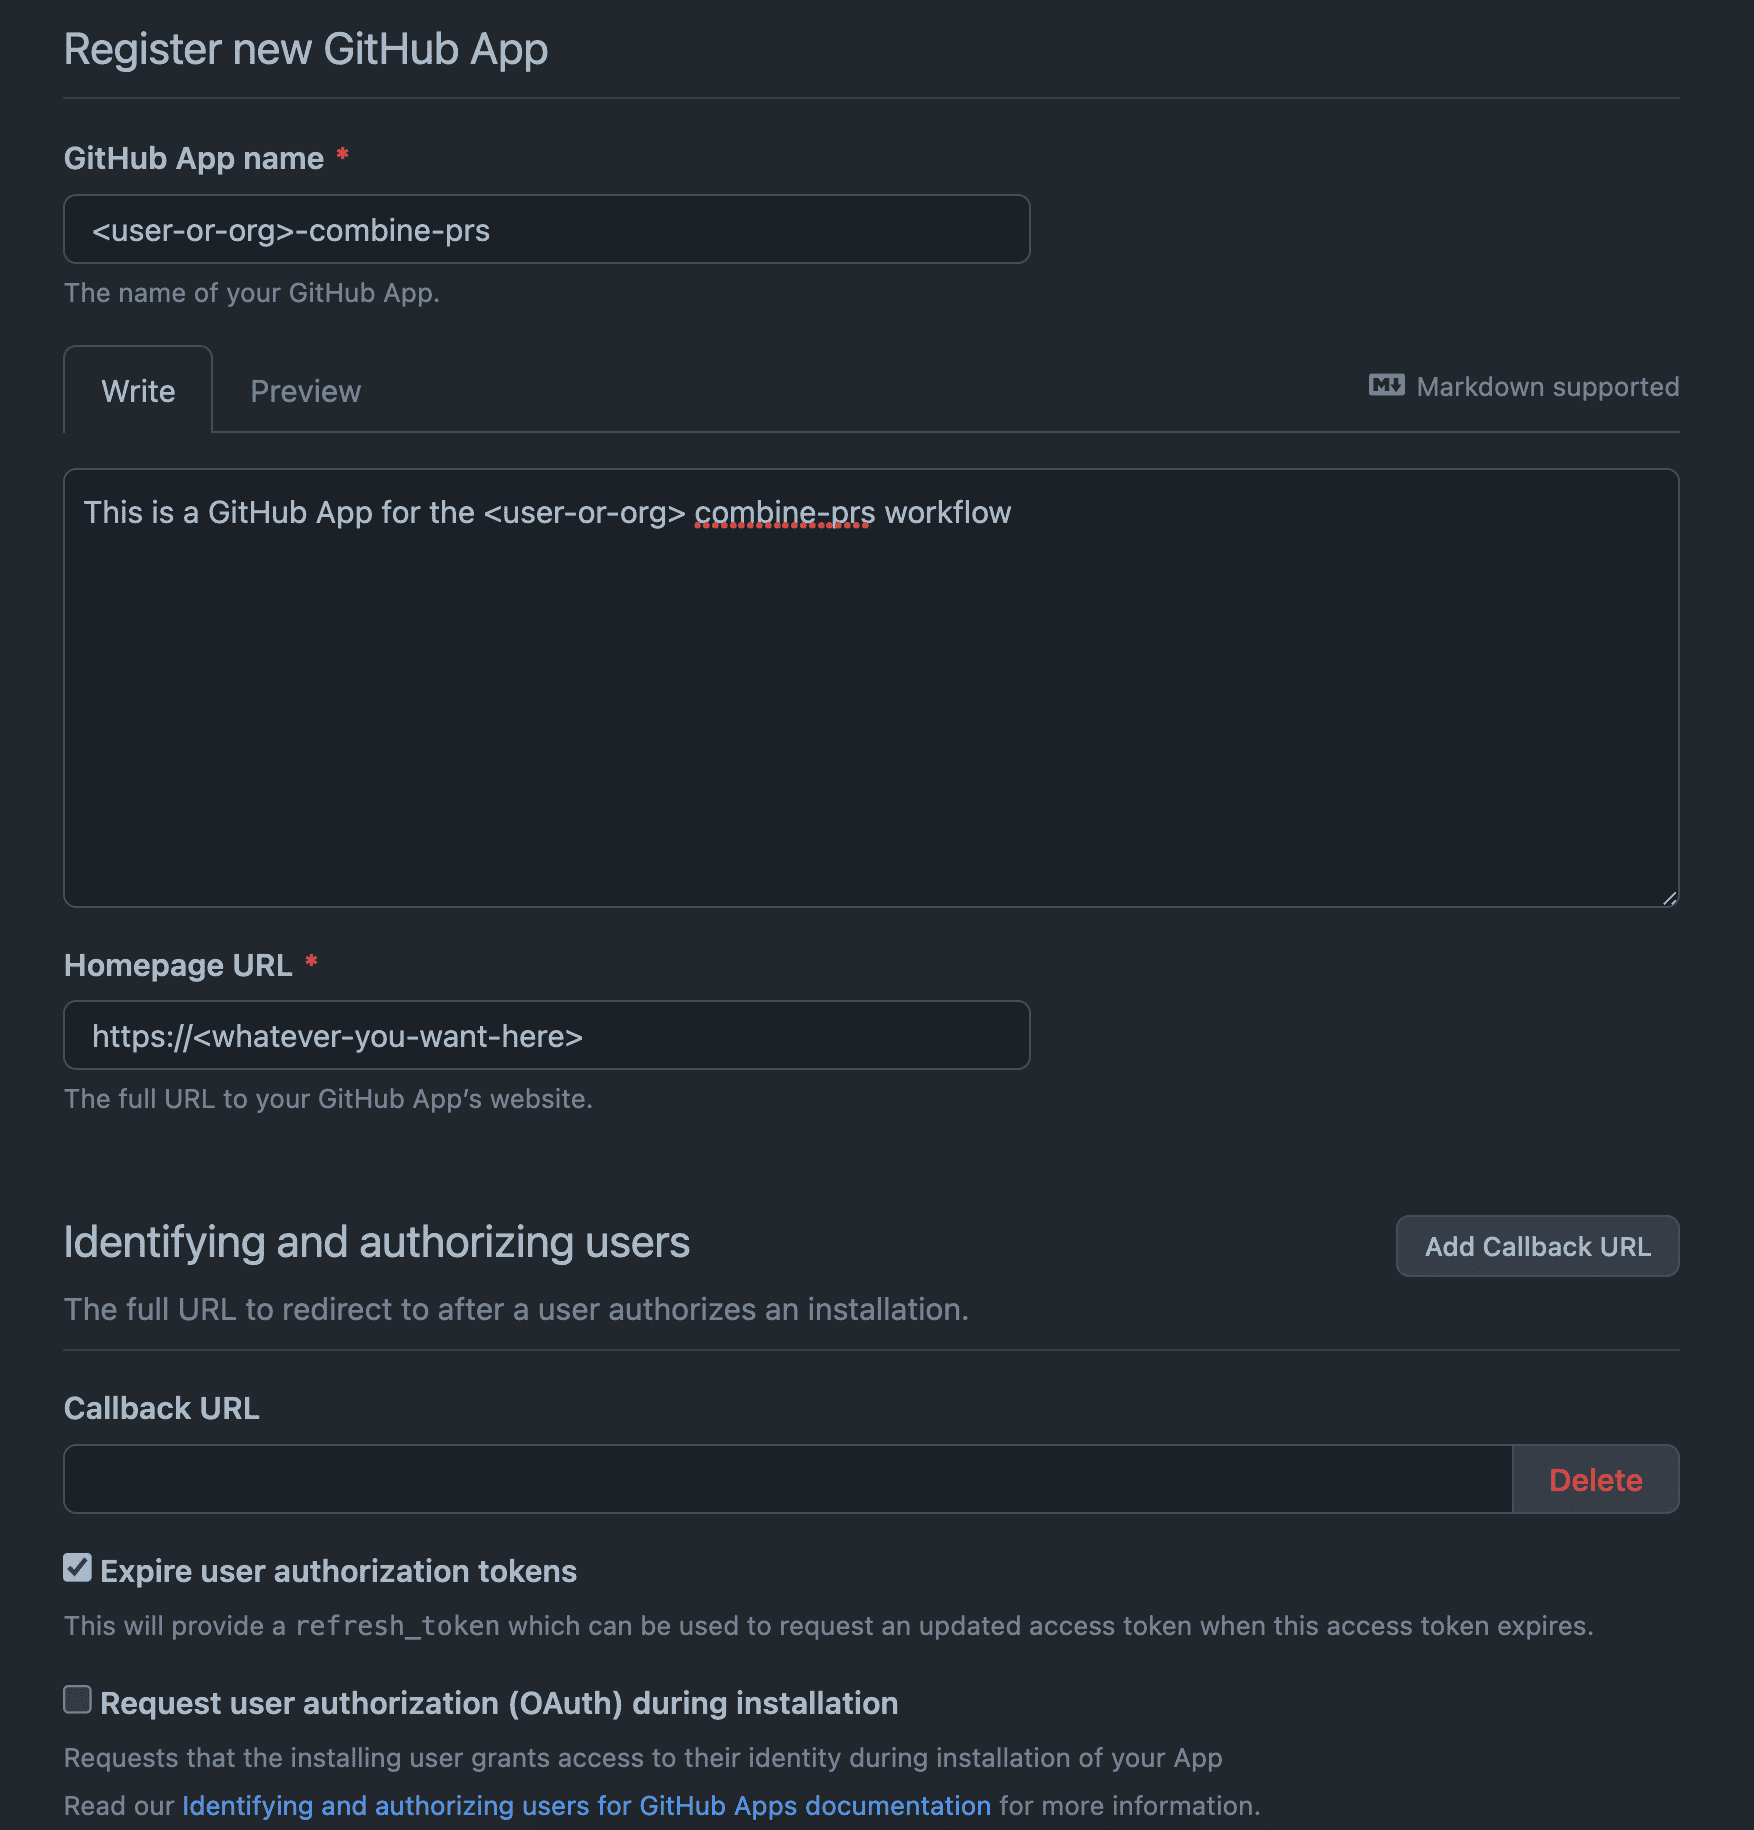 Register new GitHub App
GitHub App name *
<user-or-org>-combine-prs
The name of your GitHub App.
Write
Preview
Markdown supported
This is a GitHub App for the <user-or-org> combine-prs workflow
Homepage URL *
https://<whatever-you-want-here>
The full URL to your GitHub App’s website.
Identifying and authorizing users
Add Callback URL
The full URL to redirect to after a user authorizes an installation.
Callback URL
Delete
Expire user authorization tokens
This will provide a refresh_token which can be used to request an updated access token when this access token expires.
Request user authorization (OAuth) during installation
Requests that the installing user grants access to their identity during installation of your App
Read our Identifying and authorizing users for GitHub Apps documentation for more information.